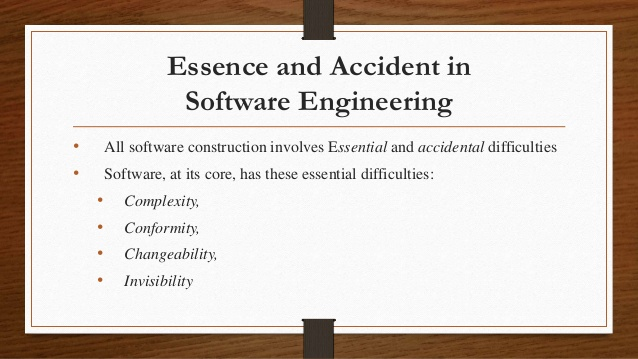 Essence and Accident in
Software Engineering
• All software construction involves Essential and accidental difficulties
• Software, at its core, has these essential difficulties:
• Complexity,
• Conformity,
• Changeability,
• Invisibility